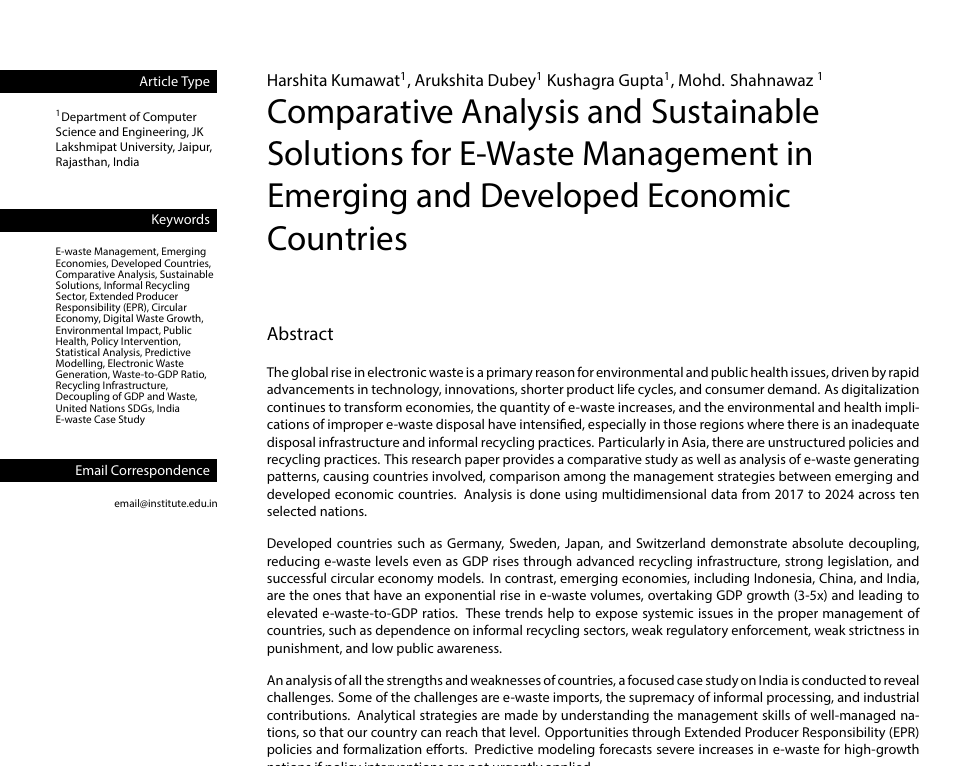 Article Type
1Department of Computer
Science and Engineering, JK
Lakshmipat University, Jaipur,
Rajasthan, India
Keywords
E-waste Management, Emerging
Economies, Developed Countries,
Comparative Analysis, Sustainable
Solutions, Informal Recycling
Sector, Extended Producer
Responsibility (EPR), Circular
Economy, Digital Waste Growth,
Environmental Impact, Public
Health, Policy Intervention,
Statistical Analysis, Predictive
Modelling, Electronic Waste
Generation, Waste-to-GDP Ratio,
Recycling Infrastructure,
Decoupling of GDP and Waste,
United Nations SDGs, India
E-waste Case Study
Email Correspondence
email@institute.edu.in
Harshita Kumawat1, Arukshita Dubey1 Kushagra Gupta1, Mohd. Shahnawaz 1
Comparative Analysis and Sustainable
Solutions for E-Waste Management in
Emerging and Developed Economic
Countries
Abstract
The global rise in electronic waste is a primary reason for environmental and public health issues, driven by rapid
advancements in technology, innovations, shorter product life cycles, and consumer demand. As digitalization
continues to transform economies, the quantity of e-waste increases, and the environmental and health impli-
cations of improper e-waste disposal have intensified, especially in those regions where there is an inadequate
disposal infrastructure and informal recycling practices. Particularly in Asia, there are unstructured policies and
recycling practices. This research paper provides a comparative study as well as analysis of e-waste generating
patterns, causing countries involved, comparison among the management strategies between emerging and
developed economic countries. Analysis is done using multidimensional data from 2017 to 2024 across ten
selected nations.
Developed countries such as Germany, Sweden, Japan, and Switzerland demonstrate absolute decoupling,
reducing e-waste levels even as GDP rises through advanced recycling infrastructure, strong legislation, and
successful circular economy models. In contrast, emerging economies, including Indonesia, China, and India,
are the ones that have an exponential rise in e-waste volumes, overtaking GDP growth (3-5x) and leading to
elevated e-waste-to-GDP ratios. These trends help to expose systemic issues in the proper management of
countries, such as dependence on informal recycling sectors, weak regulatory enforcement, weak strictness in
punishment, and low public awareness.
An analysis of all the strengths and weaknesses of countries, a focused case study on India is conducted to reveal
challenges. Some of the challenges are e-waste imports, the supremacy of informal processing, and industrial
contributions. Analytical strategies are made by understanding the management skills of well-managed na-
tions, so that our country can reach that level. Opportunities through Extended Producer Responsibility (EPR)
policies and formalization efforts. Predictive modeling forecasts severe increases in e-waste for high-growth